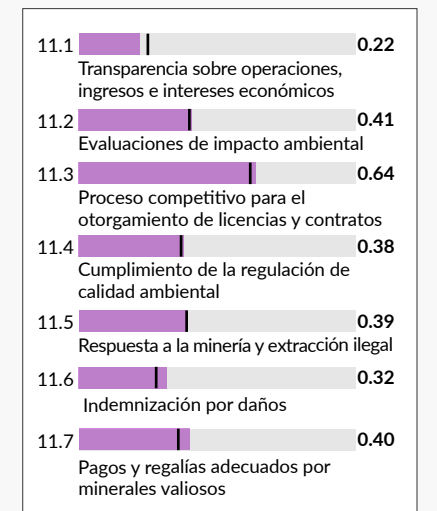 11.1 0.22
Transparencia sobre operaciones,
ingresos e intereses económicos
11.2 0.41
Evaluaciones de impacto ambiental
11.3 0.64
Proceso competitivo para el
otorgamiento de licencias y contratos
11.4 0.38
Cumplimiento de la regulación de
calidad ambiental
11.5 0.39
Respuesta a la minería y extracción ilegal
11.6 0.32
Indemnización por daños
11.7 0.40
Pagos y regalías adecuados por
minerales valiosos